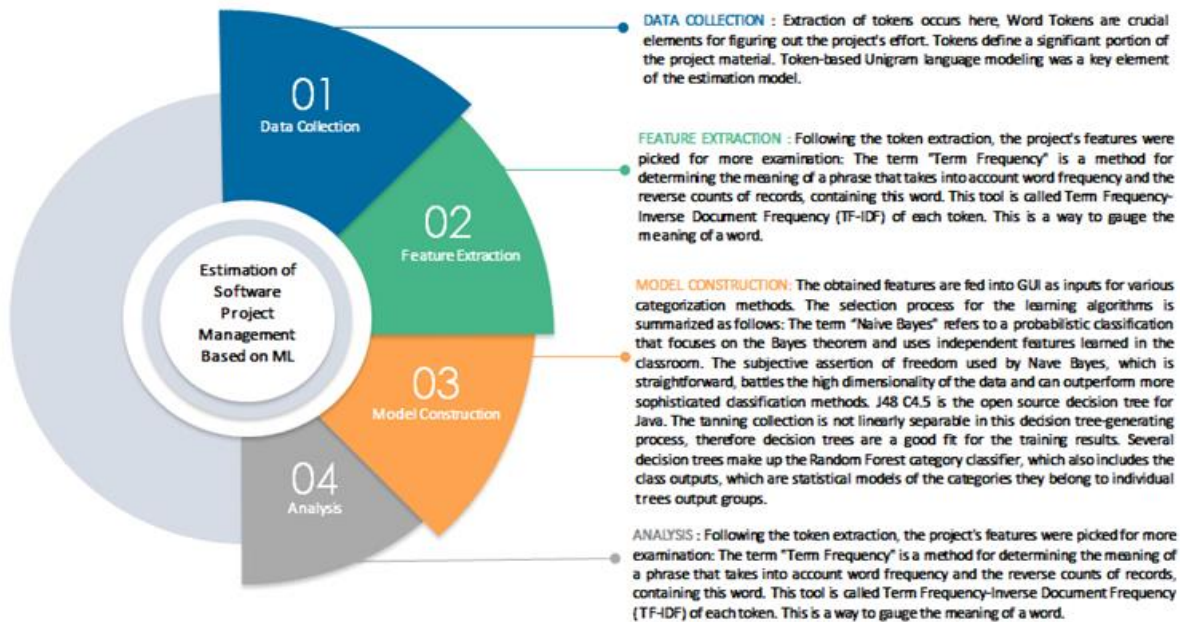 01
Data Collection
02
Feature Extraction
03
Model Construction
04
Analysis
Estimation of
Software
Project
Management
Based on ML
DATA COLLECTION : Extraction of tokens occurs here, Word Tokens are crucial
elements for figuring out the project's effort. Tokens define a significant portion of
the project material. Token-based Unigram language modeling was a key element
of the estimation model.
FEATURE EXTRACTION : Following the token extraction, the project's features were
picked for more examination: The term "Term Frequency" is a method for
determining the meaning of a phrase that takes into account word frequency and the
reverse counts of records, containing this word. This tool is called Term Frequency-
Inverse Document Frequency (TF-IDF) of each token. This is a way to gauge the
meaning of a word.
MODEL CONSTRUCTION: The obtained features are fed into GUI as inputs for various
categorization methods. The selection process for the learning algorithms is
summarized as follows: The term "Naive Bayes" refers to a probabilistic classification
that focuses on the Bayes theorem and uses independent features learned in the
classroom. The subjective assertion of freedom used by Nave Bayes, which is
straightforward, battles the high dimensionality of the data and can outperform more
sophisticated classification methods. J48 C4.5 is the open source decision tree for
Java. The tanning collection is not linearly separable in this decision tree-generating
process, therefore decision trees are a good fit for the training results. Several
decision trees make up the Random Forest category classifier, which also includes the
class outputs, which are statistical models of the categories they belong to individual
trees output groups.
ANALYSIS : Following the token extraction, the project's features were picked for more
examination: The term "Term Frequency" is a method for determining the meaning of
a phrase that takes into account word frequency and the reverse counts of records,
containing this word. This tool is called Term Frequency-Inverse Document Frequency
(TF-IDF) of each token. This is a way to gauge the meaning of a word.